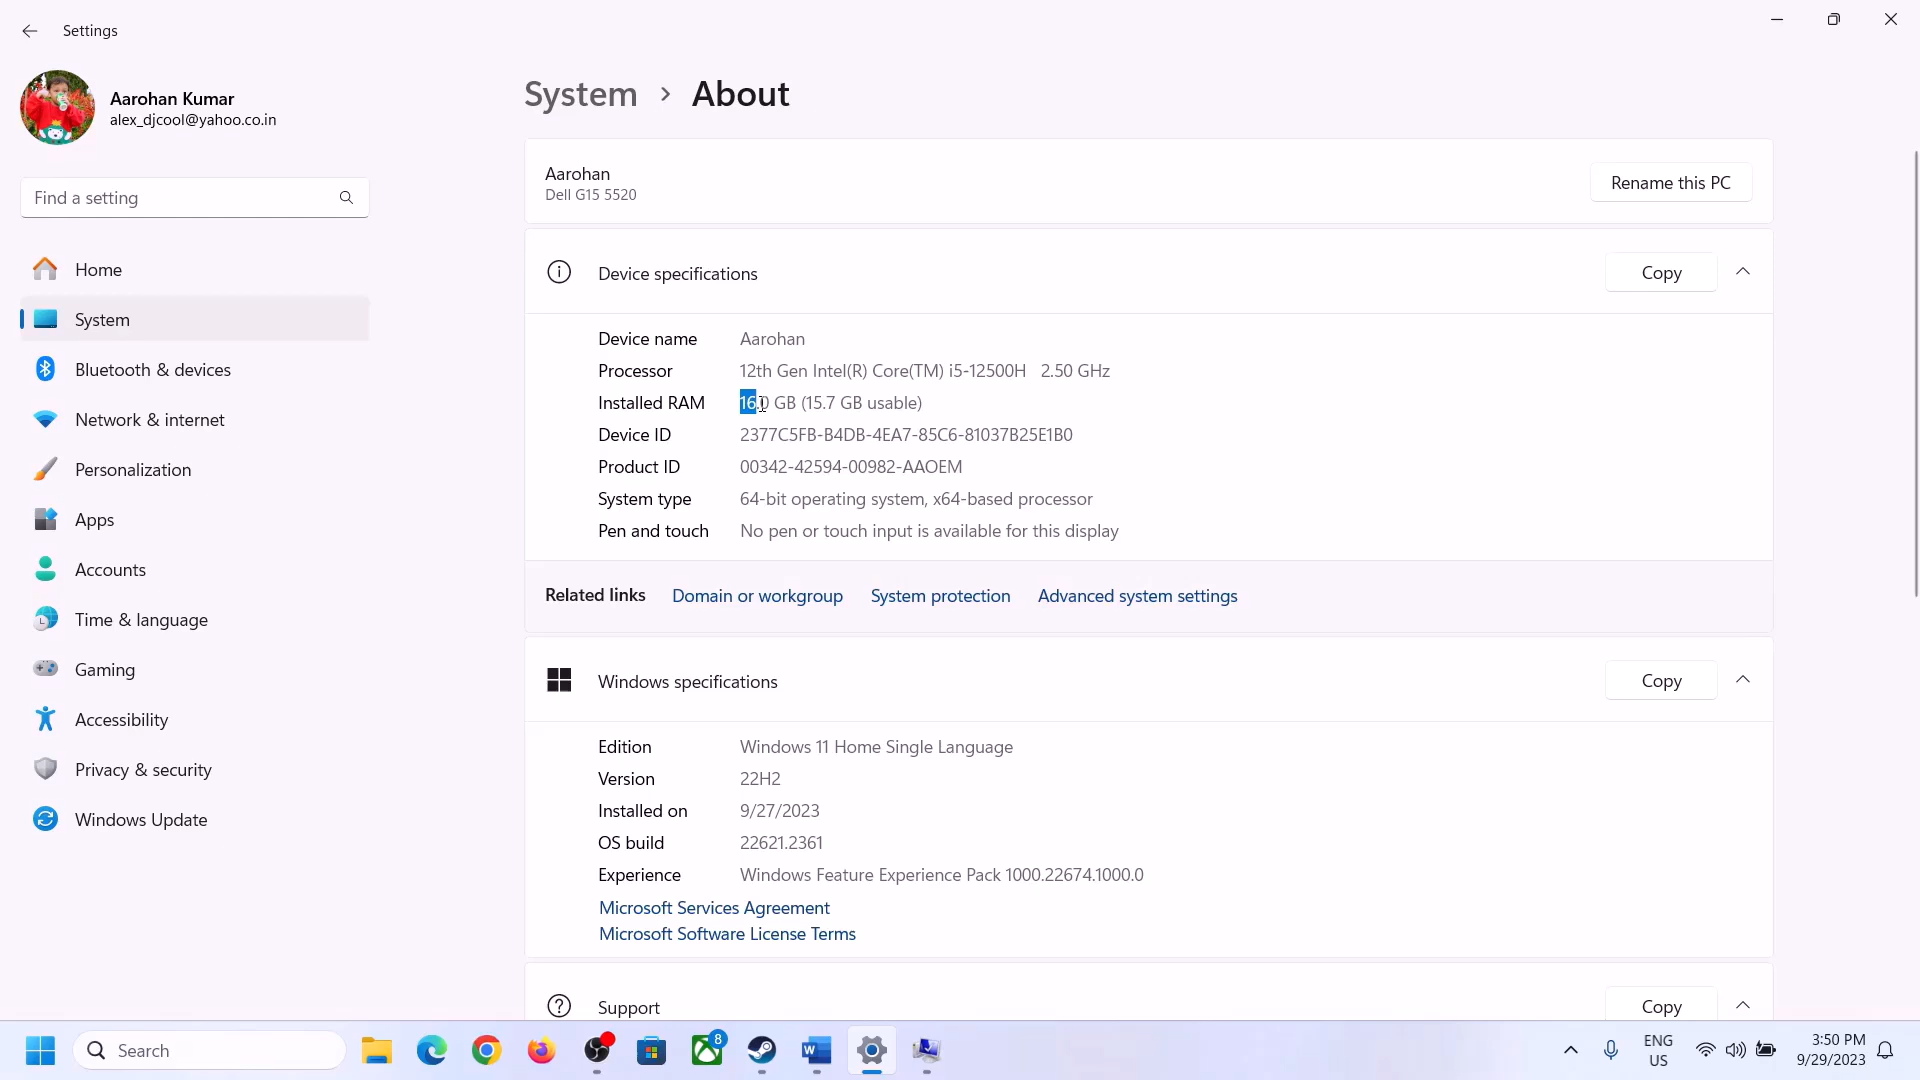 Settings
Aarohan Kumar
alex_djcool@yahoo.co.in
Find a setting
Home
System
Bluetooth & devices
Network & internet
Personalization
Apps
Accounts
Time & language
Gaming
Accessibility
Privacy & security
Windows Update
System > About
Aarohan
Dell G15 5520
Rename this PC
Device specifications
Copy
Device name Aarohan
Processor 12th Gen Intel(R) Core(TM) i5-12500H 2.50 GHz
Installed RAM 16.0 GB (15.7 GB usable)
Device ID 2377C5FB-B4DB-4EA7-85C6-81037B25E1B0
Product ID 00342-42594-00982-AAOEM
System type 64-bit operating system, x64-based processor
Pen and touch No pen or touch input is available for this display
Related links Domain or workgroup System protection Advanced system settings
Windows specifications
Copy
Edition Windows 11 Home Single Language
Version 22H2
Installed on 9/27/2023
OS build 22621.2361
Experience Windows Feature Experience Pack 1000.22674.1000.0
Microsoft Services Agreement
Microsoft Software License Terms
Support
Copy
Search
8
W
ENG
US
3:50 PM
9/29/2023